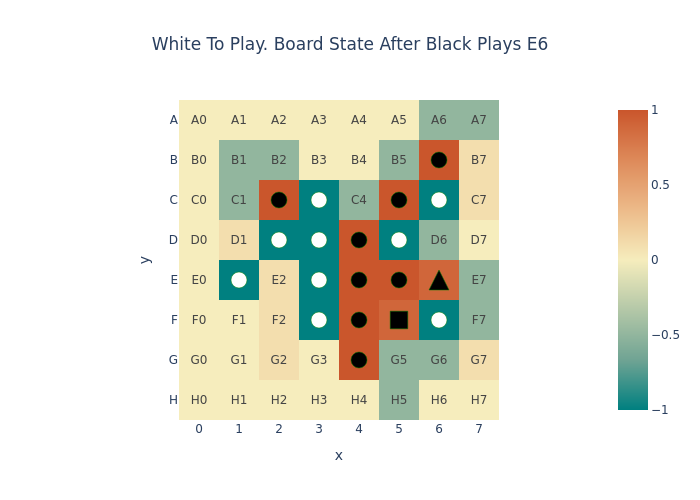 White To Play. Board State After Black Plays E6
A A0 A1 A2 A3 A4 A5 A6 A7
B B0 B1 B2 B3 B4 B5 B7
C C0 C1 C4 C7
D D0 D1 D6 D7
E E0 E2 E7
F F0 F1 F2 F7
G G0 G1 G2 G3 G5 G6 G7
H H0 H1 H2 H3 H4 H5 H6 H7
0 1 2 3 4 5 6 7
x
y
1
0.5
0
−0.5
−1